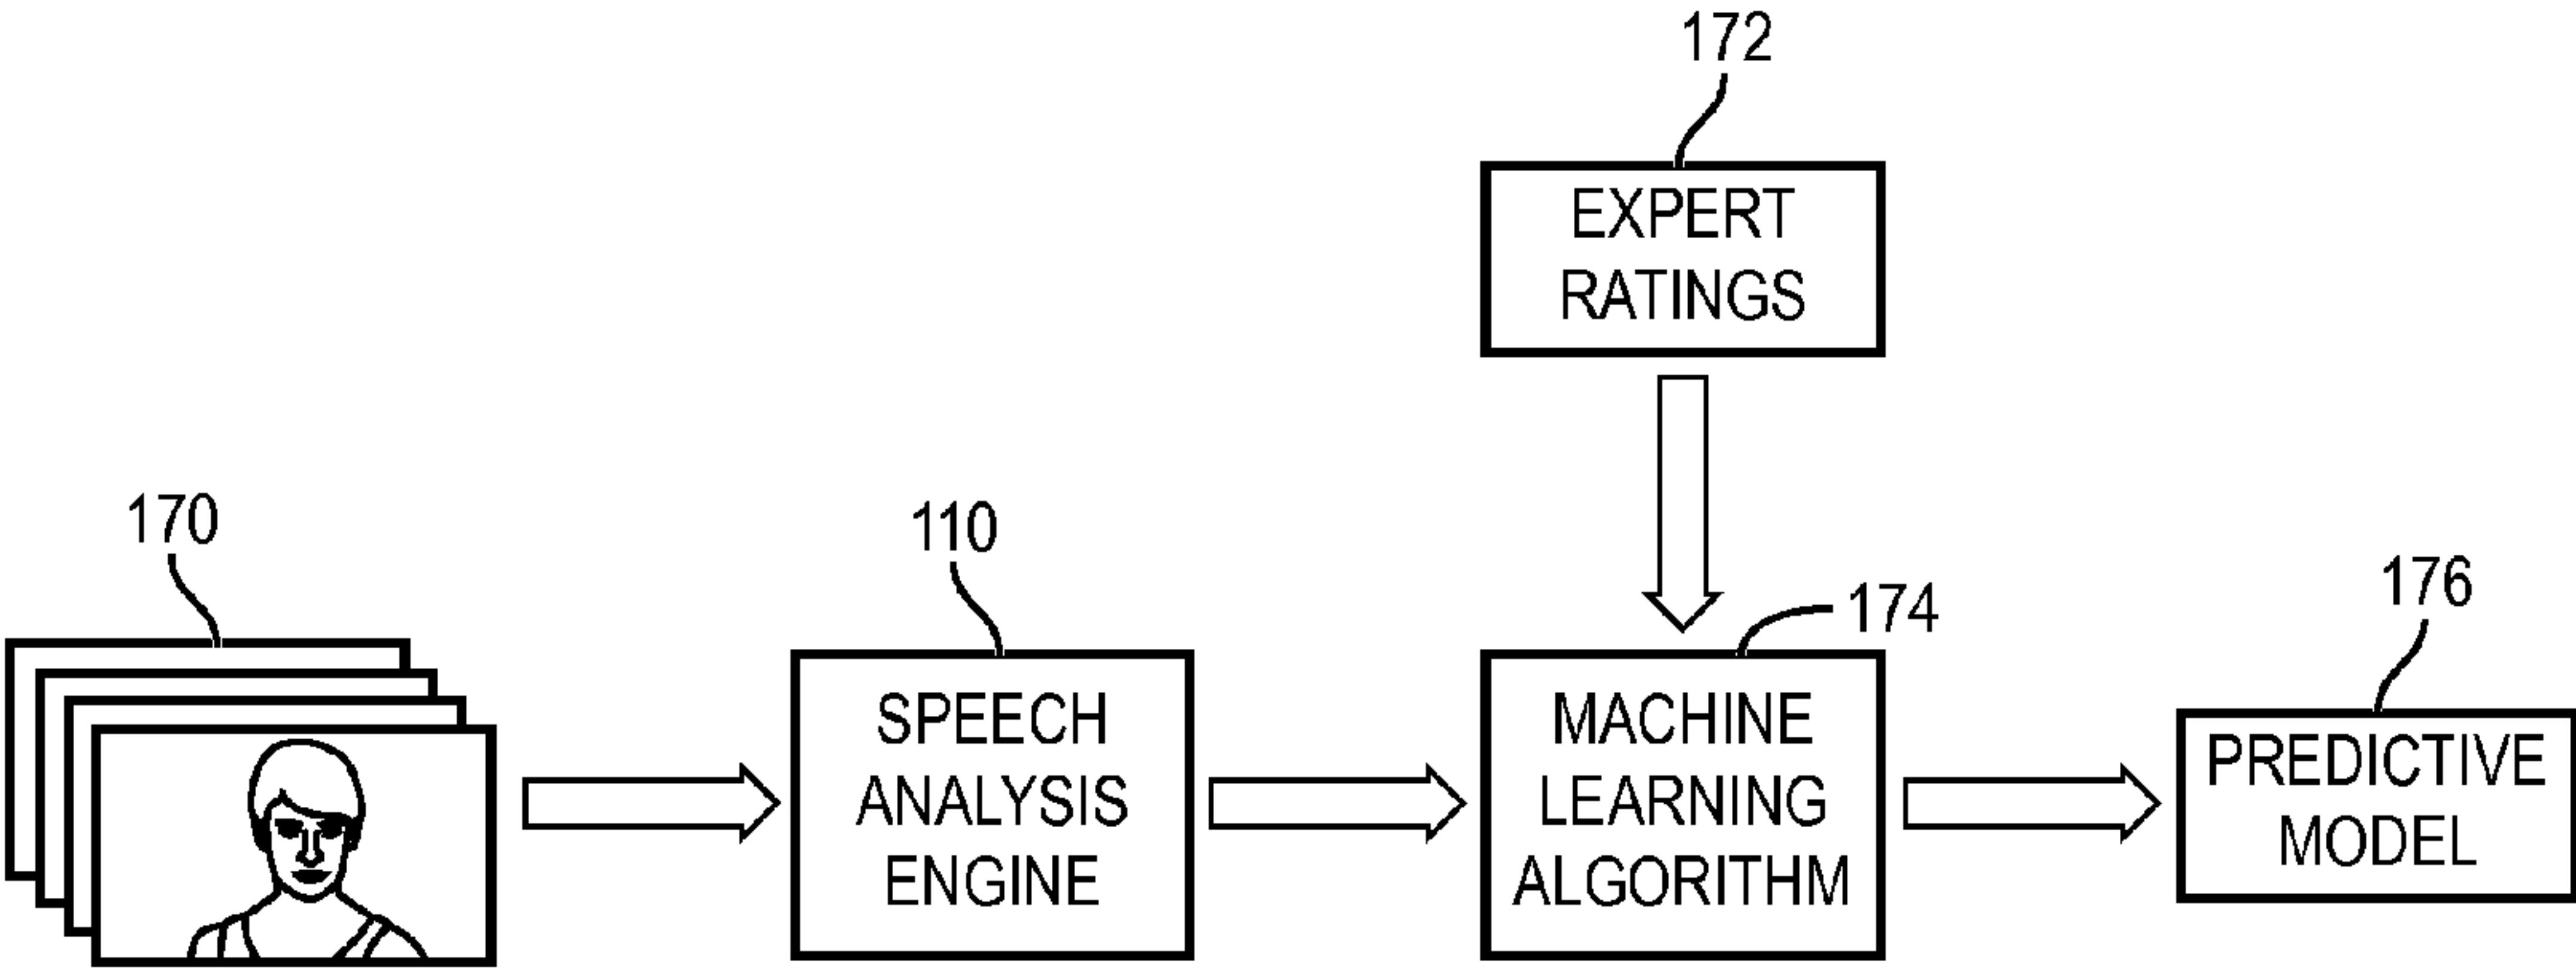 172
EXPERT
RATINGS
170
110
SPEECH
ANALYSIS
ENGINE
174
MACHINE
LEARNING
ALGORITHM
176
PREDICTIVE
MODEL